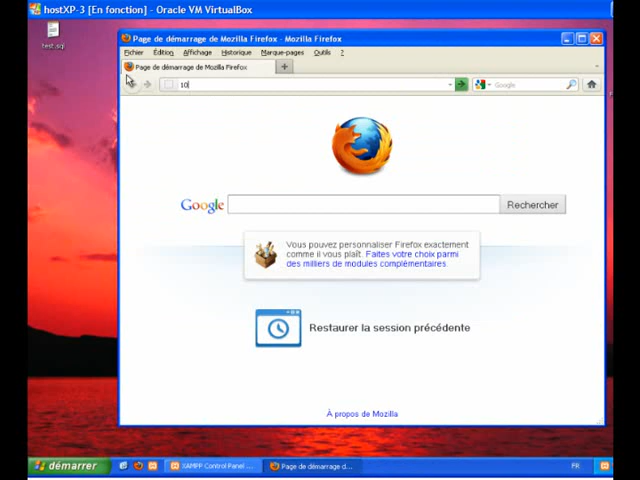 hostXP-3 [En fonction] - Oracle VM VirtualBox
test.sql
Page de démarrage de Mozilla Firefox - Mozilla Firefox
Fichier Édition Affichage Historique Marque-pages Outils ?
Page de démarrage de Mozilla Firefox
10
Google
Google
Rechercher
Vous pouvez personnaliser Firefox exactement
comme il vous plaît. Faites votre choix parmi
des milliers de modules complémentaires.
Restaurer la session précédente
À propos de Mozilla
démarrer
XAMPP Control Panel ...
Page de démarrage d...
FR